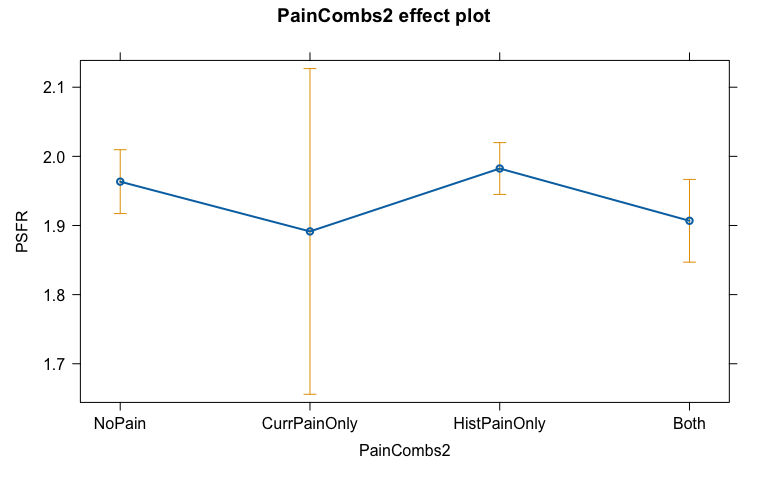 PainCombs2 effect plot
2.1
2.0
1.9
1.8
1.7
PSFR
NoPain CurrPainOnly HistPainOnly Both
PainCombs2